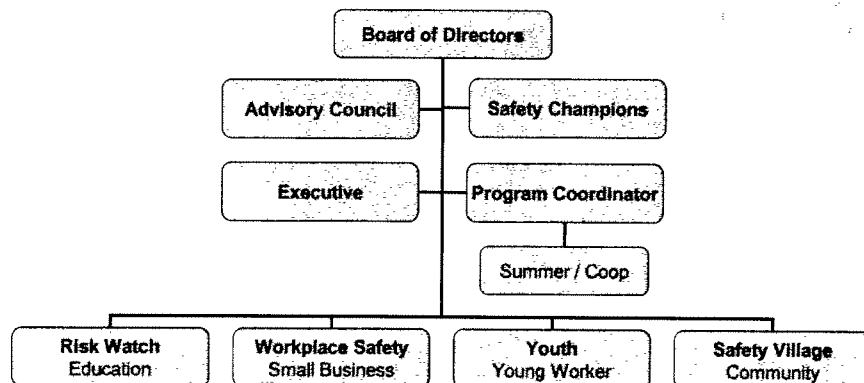 Board of Directors
Advisory Council
Safety Champions
Executive
Program Coordinator
Summer / Coop
Risk Watch
Education
Workplace Safety
Small Business
Youth
Young Worker
Safety Village
Community